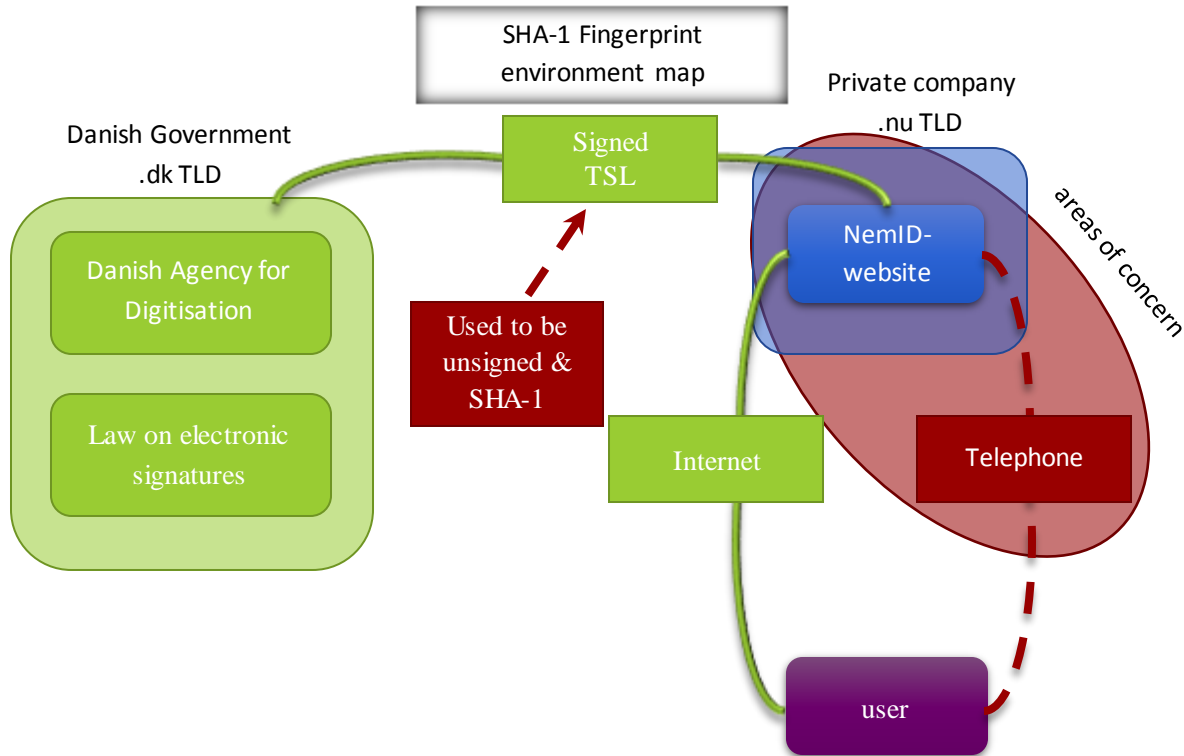 SHA-1 Fingerprint
environment map
Private company
.nu TLD
Danish Government
.dk TLD
Signed
TSL
areas of concern
NemID-
website
Danish Agency for
Digitisation
Used to be
unsigned &
SHA-1
Law on electronic
signatures
Internet
Telephone
user